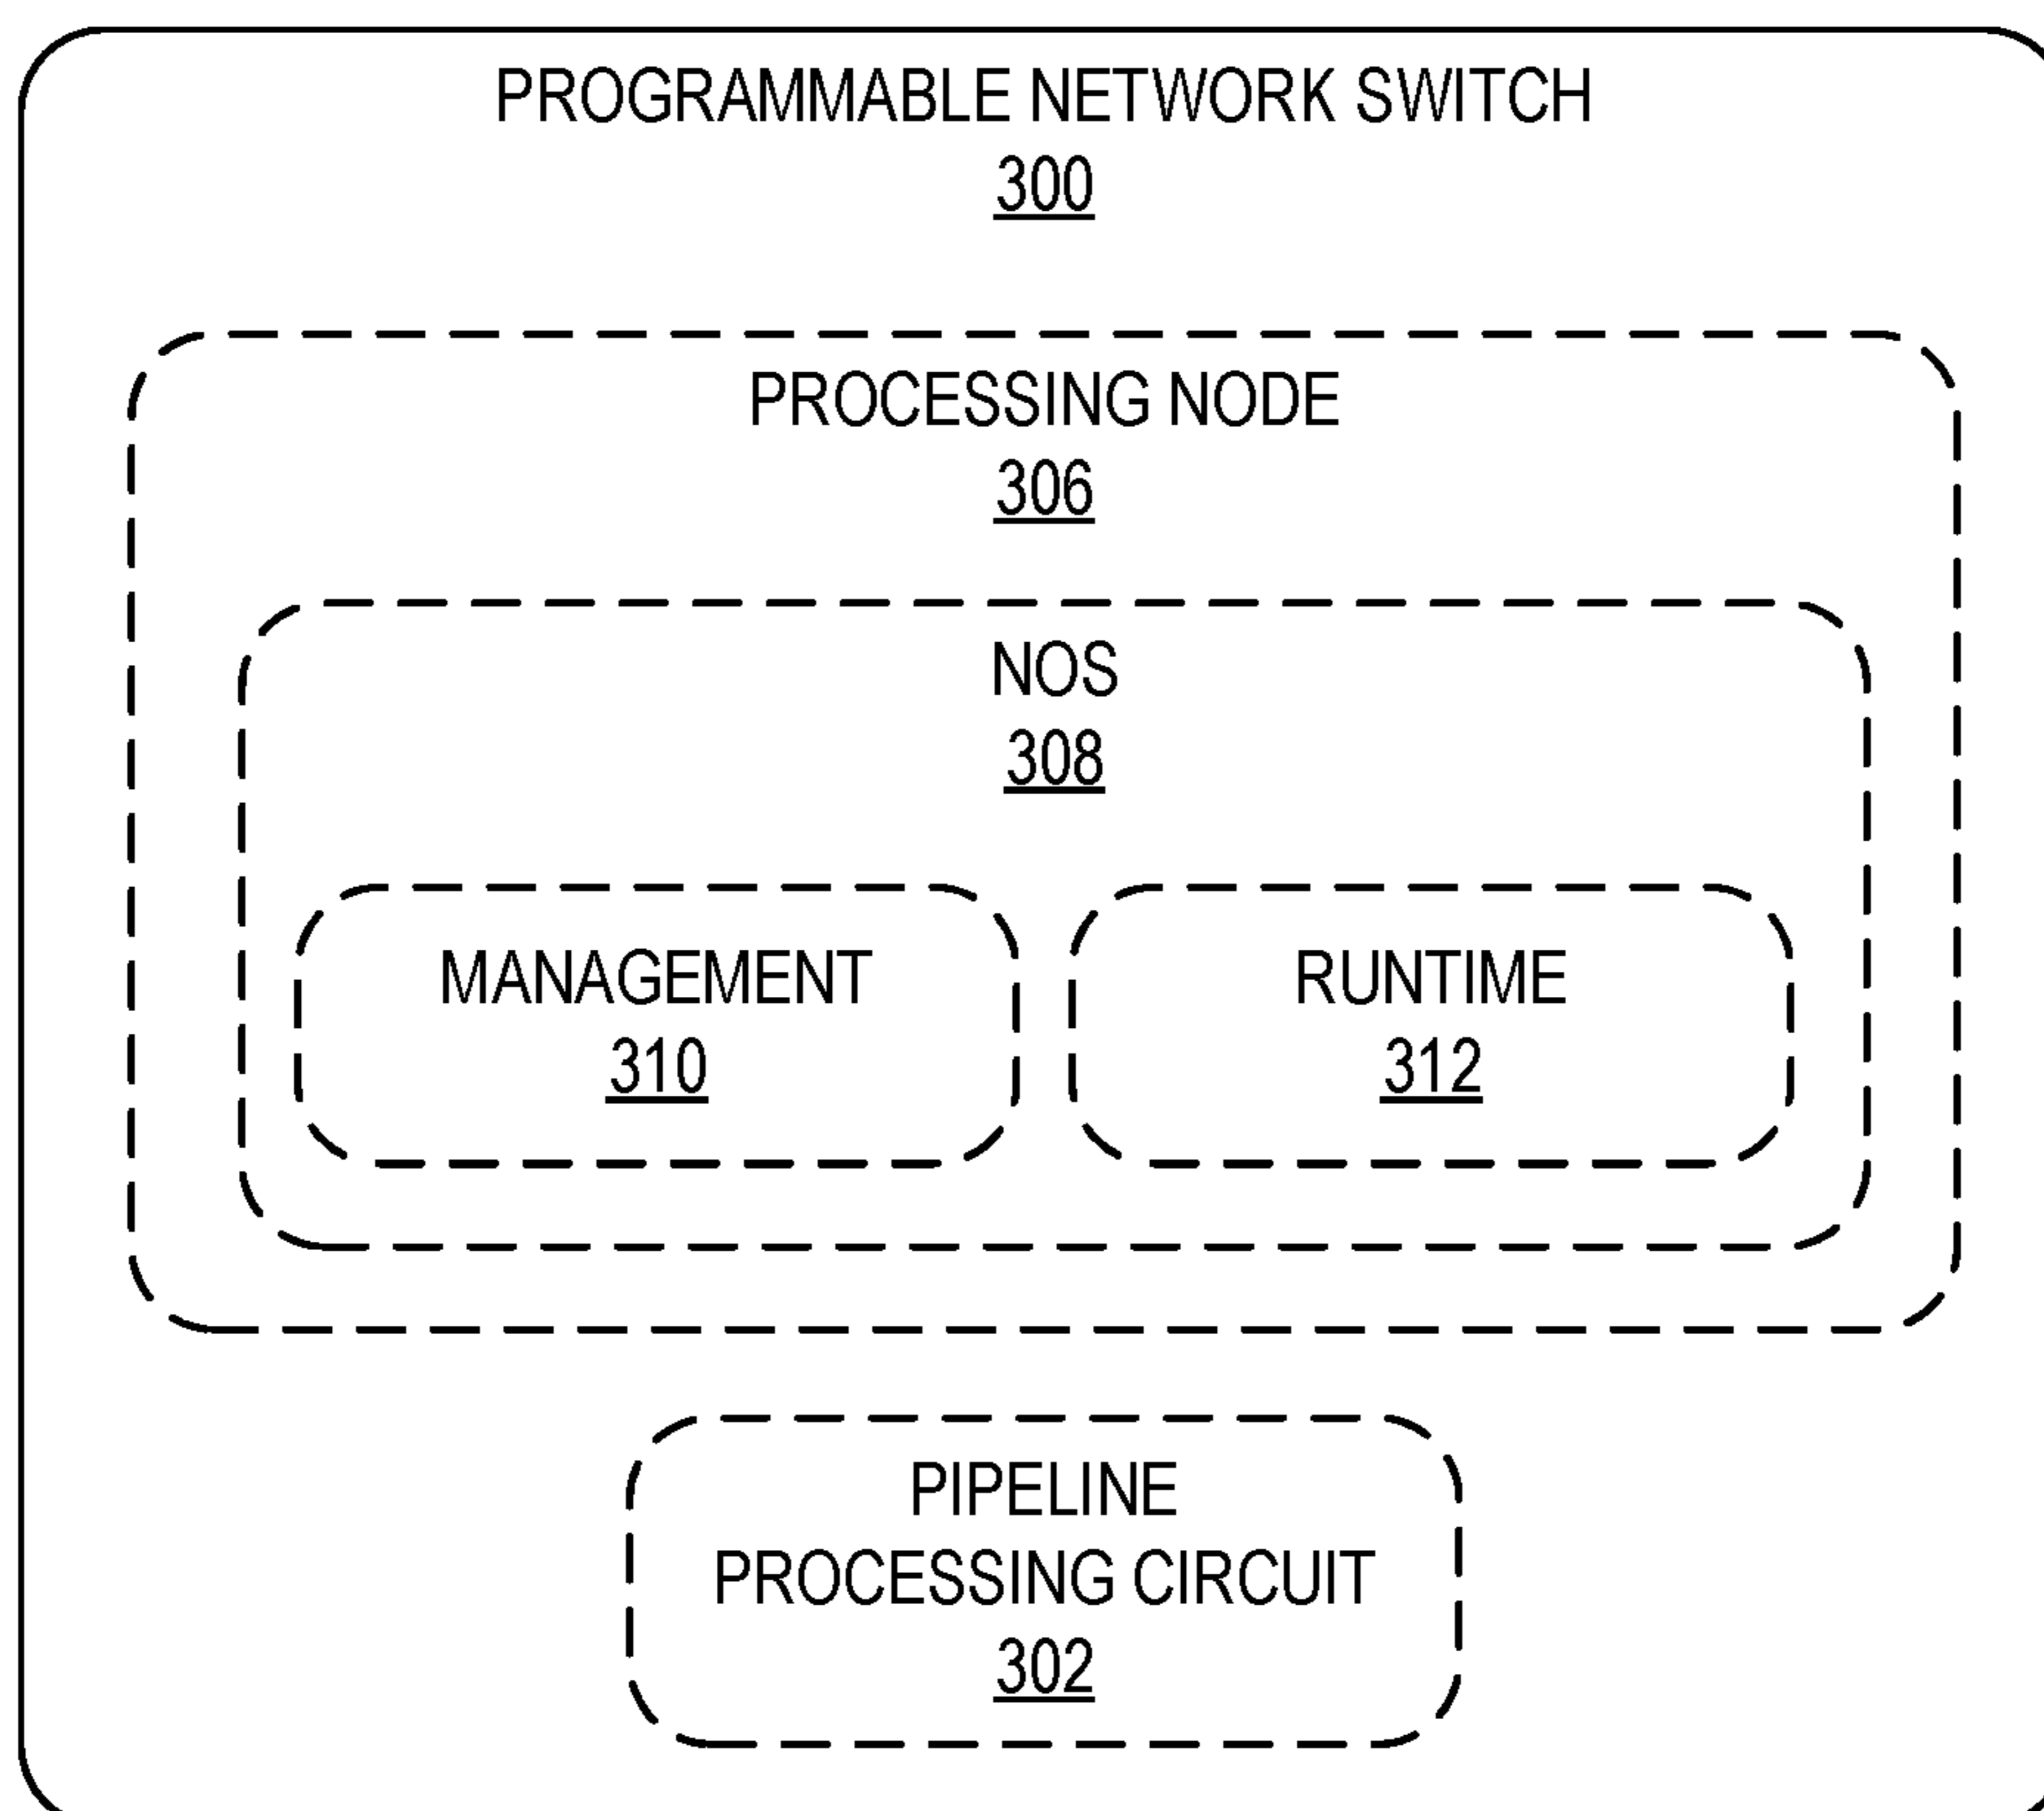 PROGRAMMABLE NETWORK SWITCH
300
PROCESSING NODE
306
NOS
308
MANAGEMENT
310
RUNTIME
312
PIPELINE
PROCESSING CIRCUIT
302